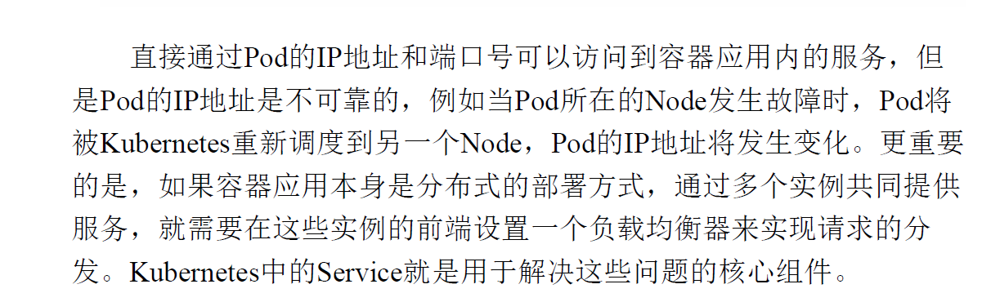 直接通过Pod的IP地址和端口号可以访问到容器应用内的服务，但
是Pod的IP地址是不可靠的，例如当Pod所在的Node发生故障时，Pod将
被Kubernetes重新调度到另一个Node，Pod的IP地址将发生变化。更重要
的是，如果容器应用本身是分布式的部署方式，通过多个实例共同提供
服务，就需要在这些实例的前端设置一个负载均衡器来实现请求的分
发。Kubernetes中的Service就是用于解决这些问题的核心组件。